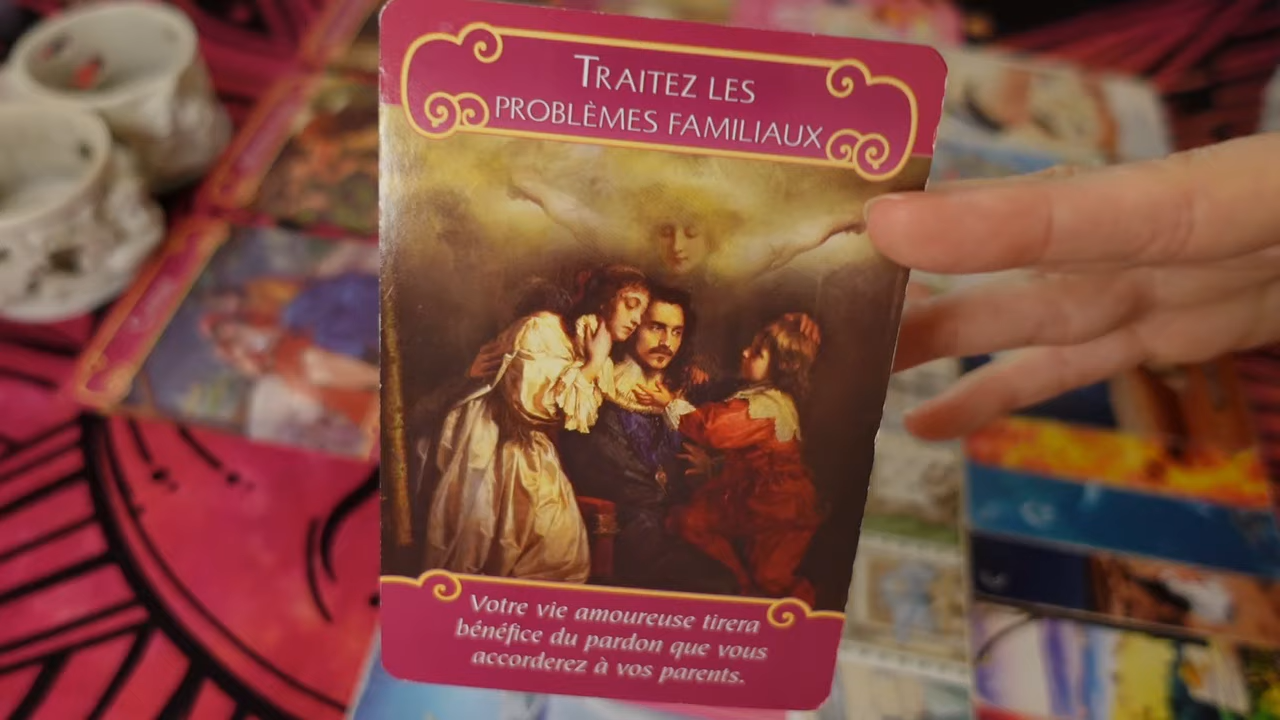 TRAITEZ LES
PROBLÈMES FAMILIAUX
Votre vie amoureuse tirera
bénéfice du pardon que vous
accorderez à vos parents.